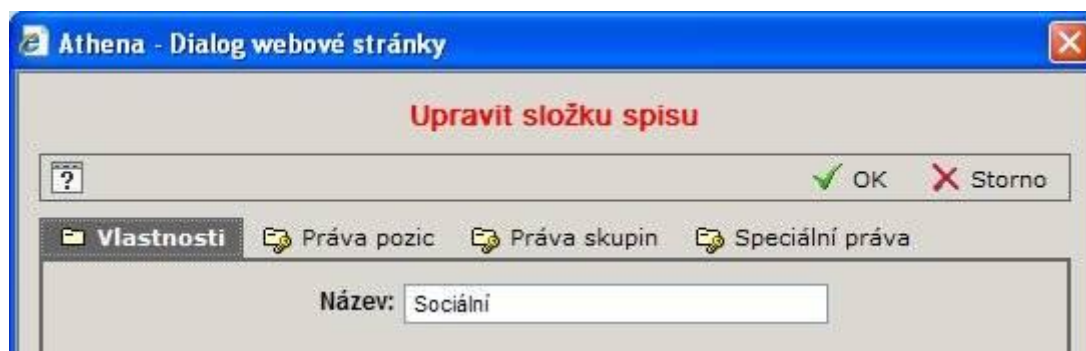 Athena - Dialog webové stránky
Upravit složku spisu
? OK Storno
Vlastnosti Práva pozic Práva skupin Speciální práva
Název: Sociální